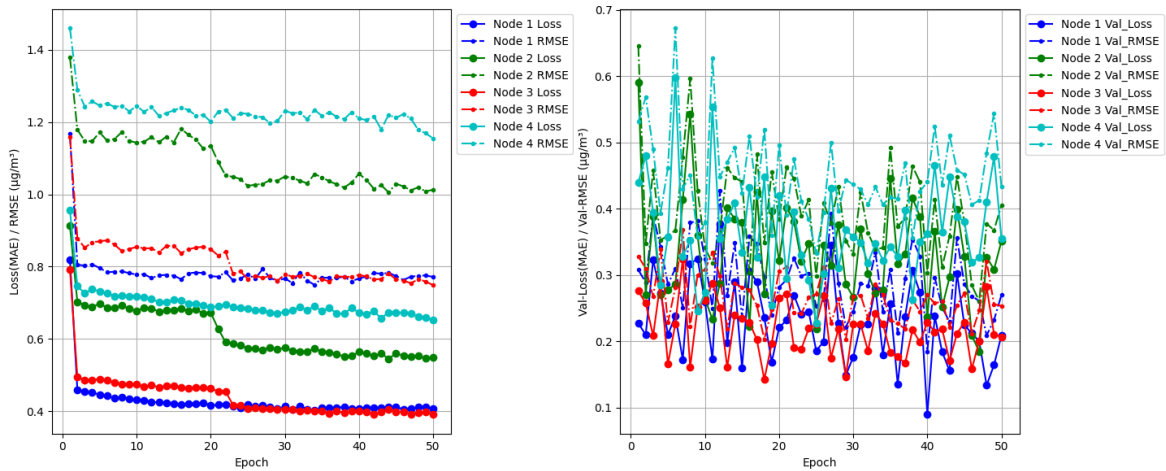 Loss(MAE) / RMSE (µg/m³)
1.4
1.2
1.0
0.8
0.6
0.4
0
10
20
30
40
50
Epoch
Node 1 Loss
Node 1 RMSE
Node 2 Loss
Node 2 RMSE
Node 3 Loss
Node 3 RMSE
Node 4 Loss
Node 4 RMSE
Val-Loss(MAE) / Val-RMSE (µg/m³)
0.7
0.6
0.5
0.4
0.3
0.2
0.1
0
10
20
30
40
50
Epoch
Node 1 Val_Loss
Node 1 Val_RMSE
Node 2 Val_Loss
Node 2 Val_RMSE
Node 3 Val_Loss
Node 3 Val_RMSE
Node 4 Val_Loss
Node 4 Val_RMSE